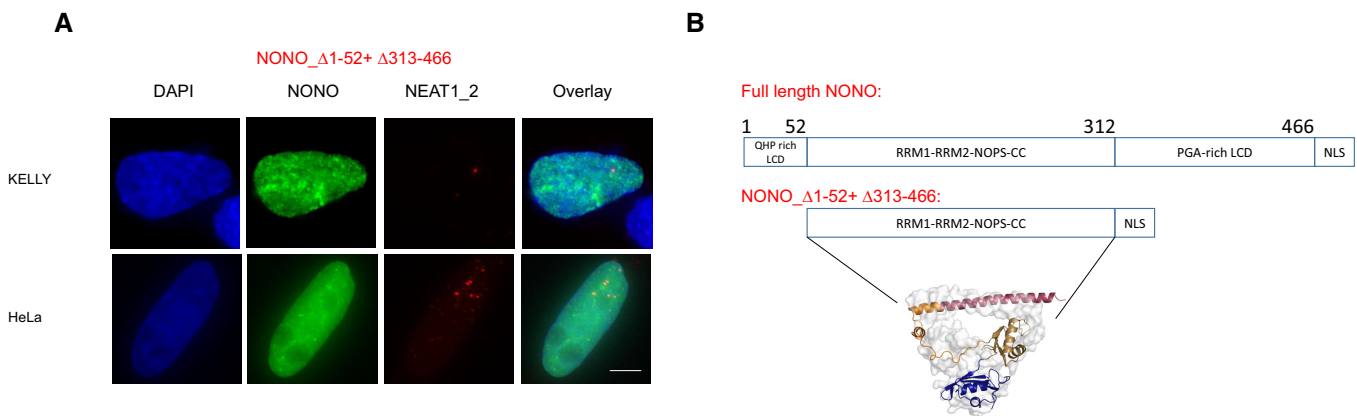 A
NONO_Δ1-52+ Δ313-466
DAPI NONO NEAT1_2 Overlay
KELLY
HeLa
B
Full length NONO:
1 52 312 466
QHP rich LCD RRM1-RRM2-NOPS-CC PGA-rich LCD NLS
NONO_Δ1-52+ Δ313-466:
RRM1-RRM2-NOPS-CC NLS